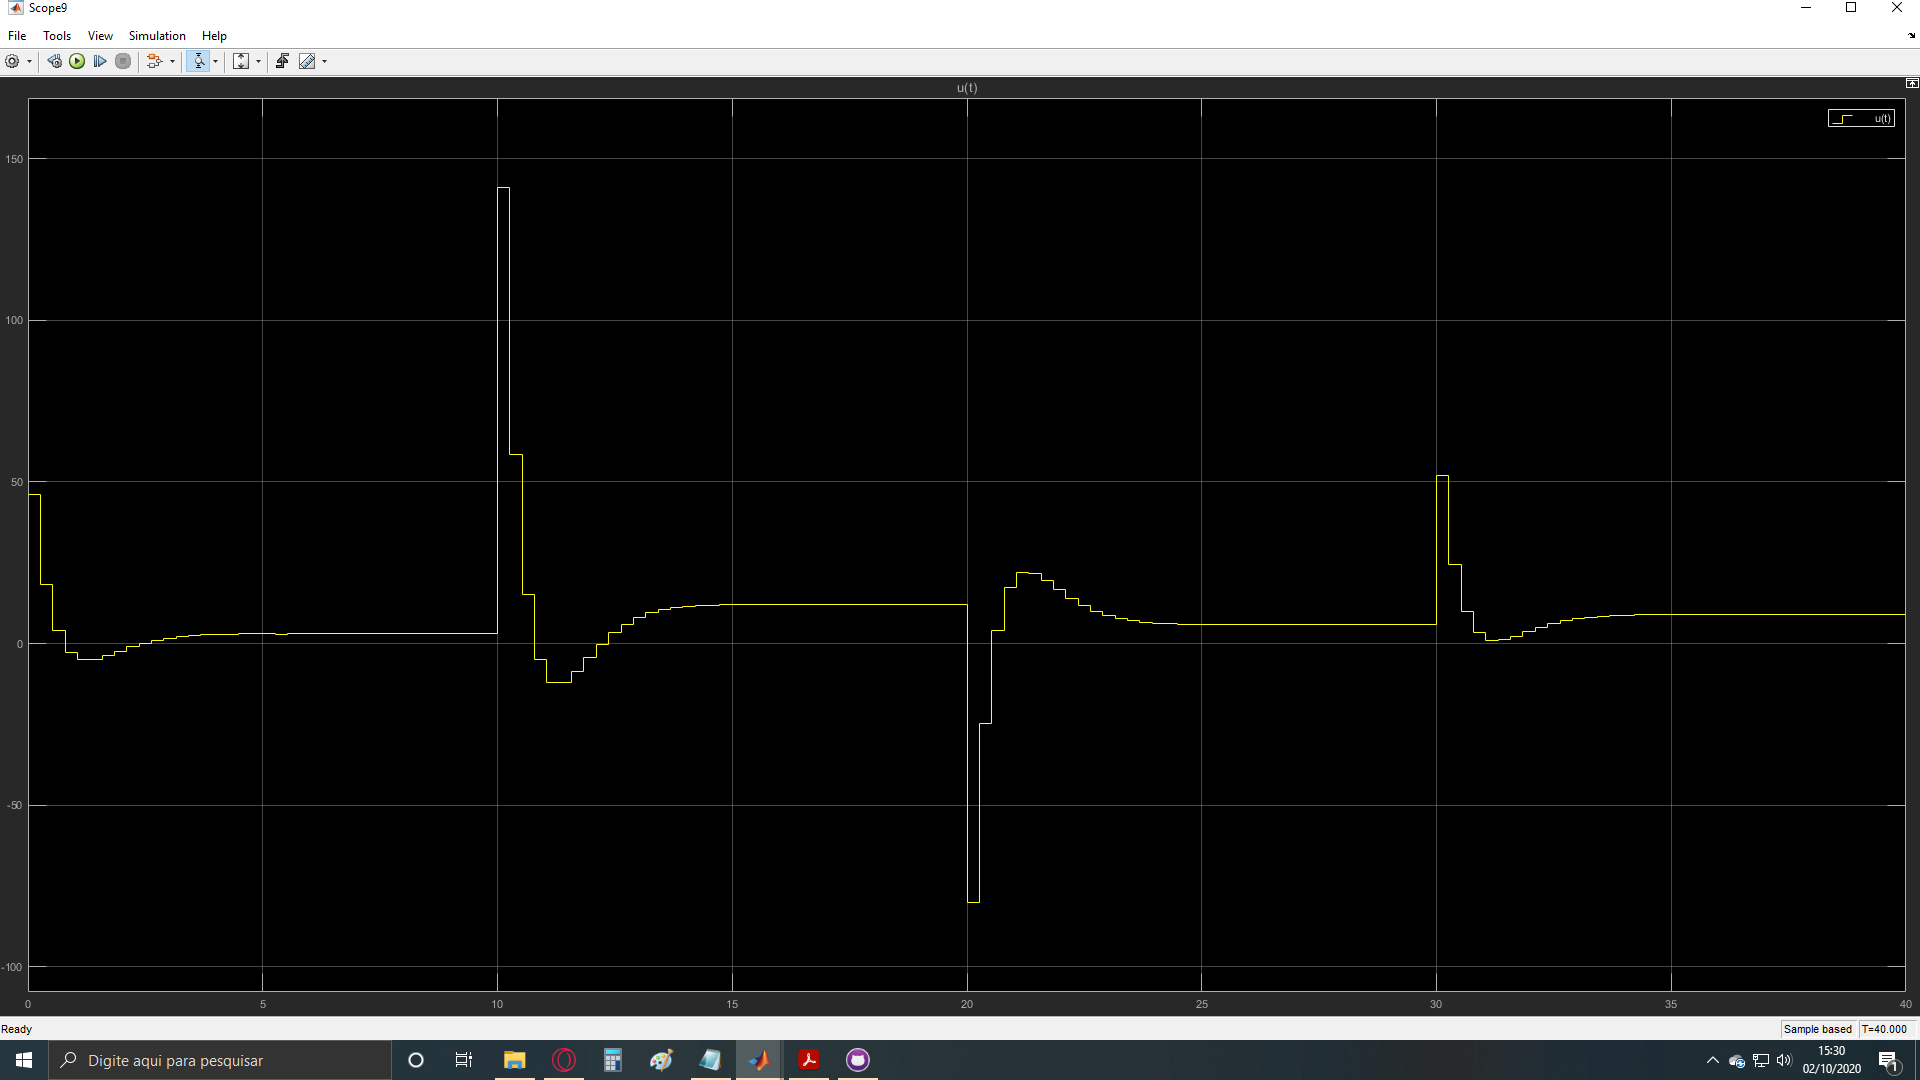 Scope9
File Tools View Simulation Help
u(t)
u(t)
150
100
50
0
-50
-100
0 5 10 15 20 25 30 35 40
Ready
Sample based T=40.000
Digite aqui para pesquisar
15:30
02/10/2020
1